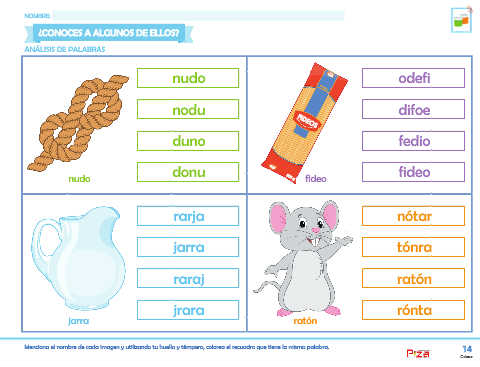 NOMBRE:
¿CONOCES A ALGUNOS DE ELLOS?
ANÁLISIS DE PALABRAS
nudo
nodu
duno
donu
nudo
FIDEOS
odefi
difoe
fedio
fideo
fideo
rarja
jarra
raraj
jrara
jarra
nótar
tónra
ratón
rónta
ratón
Menciona el nombre de cada imagen y utilizando tu huella y témpera, colorea el recuadro que tiene la misma palabra.
14